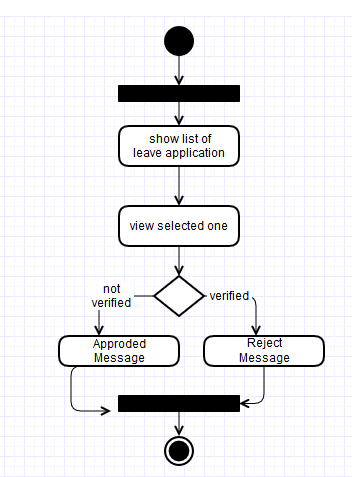 show list of
leave application
view selected one
not
verified
verified
Approded
Message
Reject
Message